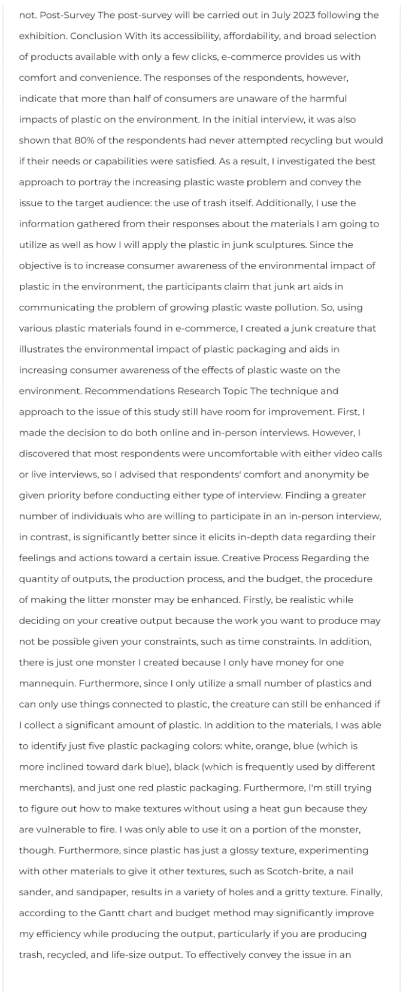 not. Post-Survey The post-survey will be carried out in July 2023 following the
exhibition. Conclusion With its accessibility, affordability, and broad selection
of products available with only a few clicks, e-commerce provides us with
comfort and convenience. The responses of the respondents, however,
indicate that more than half of consumers are unaware of the harmful
impacts of plastic on the environment. In the initial interview, it was also
shown that 80% of the respondents had never attempted recycling but would
if their needs or capabilities were satisfied. As a result, I investigated the best
approach to portray the increasing plastic waste problem and convey the
issue to the target audience: the use of trash itself. Additionally, I use the
information gathered from their responses about the materials I am going to
utilize as well as how I will apply the plastic in junk sculptures. Since the
objective is to increase consumer awareness of the environmental impact of
plastic in the environment, the participants claim that junk art aids in
communicating the problem of growing plastic waste pollution. So, using
various plastic materials found in e-commerce, I created a junk creature that
illustrates the environmental impact of plastic packaging and aids in
increasing consumer awareness of the effects of plastic waste on the
environment. Recommendations Research Topic The technique and
approach to the issue of this study still have room for improvement. First, I
made the decision to do both online and in-person interviews. However, I
discovered that most respondents were uncomfortable with either video calls
or live interviews, so I advised that respondents' comfort and anonymity be
given priority before conducting either type of interview. Finding a greater
number of individuals who are willing to participate in an in-person interview,
in contrast, is significantly better since it elicits in-depth data regarding their
feelings and actions toward a certain issue. Creative Process Regarding the
quantity of outputs, the production process, and the budget, the procedure
of making the litter monster may be enhanced. Firstly, be realistic while
deciding on your creative output because the work you want to produce may
not be possible given your constraints, such as time constraints. In addition,
there is just one monster I created because I only have money for one
mannequin. Furthermore, since I only utilize a small number of plastics and
can only use things connected to plastic, the creature can still be enhanced if
I collect a significant amount of plastic. In addition to the materials, I was able
to identify just five plastic packaging colors: white, orange, blue (which is
more inclined toward dark blue), black (which is frequently used by different
merchants), and just one red plastic packaging. Furthermore, I'm still trying
to figure out how to make textures without using a heat gun because they
are vulnerable to fire. I was only able to use it on a portion of the monster,
though. Furthermore, since plastic has just a glossy texture, experimenting
with other materials to give it other textures, such as Scotch-brite, a nail
sander, and sandpaper, results in a variety of holes and a gritty texture. Finally,
according to the Gantt chart and budget method may significantly improve
my efficiency while producing the output, particularly if you are producing
trash, recycled, and life-size output. To effectively convey the issue in an